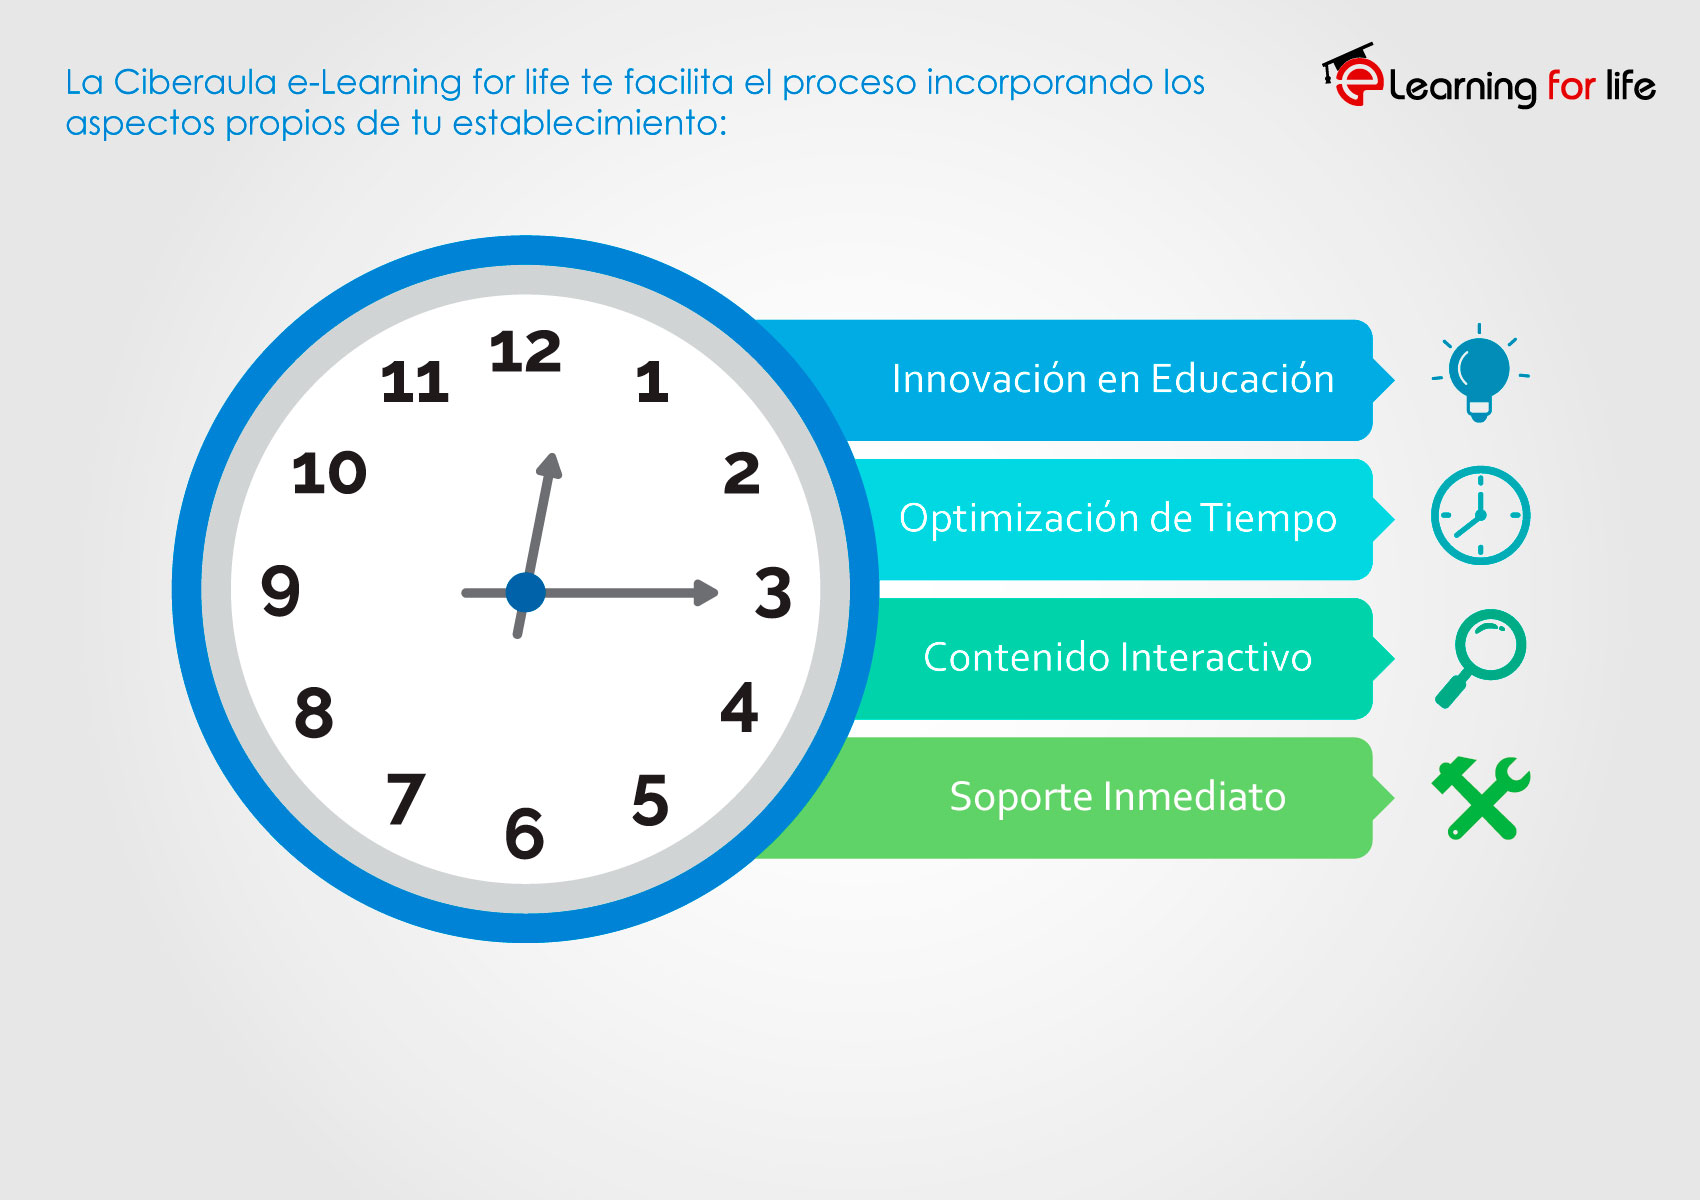 La Ciberaula e-Learning for life te facilita el proceso incorporando los
aspectos propios de tu establecimiento:
e Learning for life
12
11
1
10
2
9
3
8
4
7
5
6
Innovación en Educación
Optimización de Tiempo
Contenido Interactivo
Soporte Inmediato